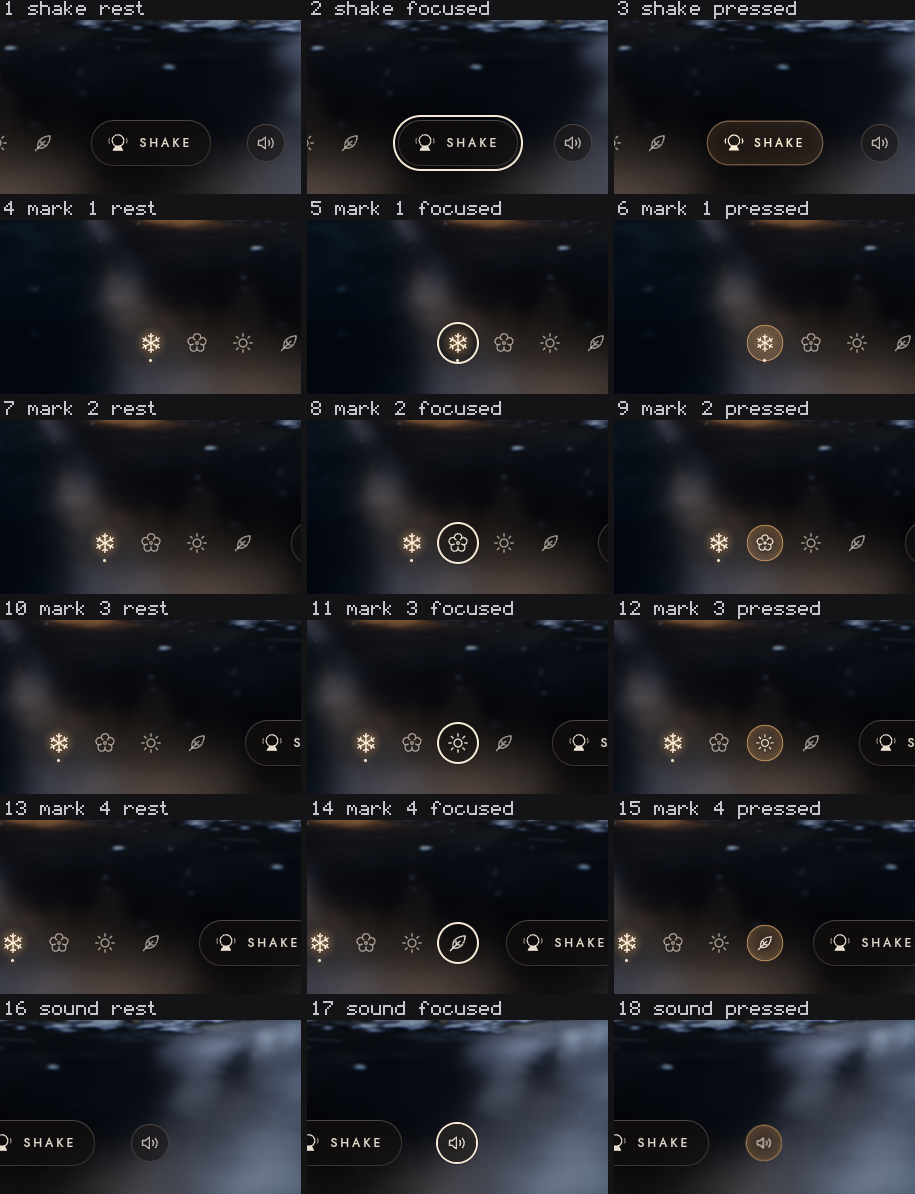 1 shake rest
2 shake focused
3 shake pressed
SHAKE
SHAKE
SHAKE
4 mark 1 rest
5 mark 1 focused
6 mark 1 pressed
7 mark 2 rest
8 mark 2 focused
9 mark 2 pressed
10 mark 3 rest
11 mark 3 focused
12 mark 3 pressed
S
S
S
13 mark 4 rest
14 mark 4 focused
15 mark 4 pressed
SHAKE
SHAKE
SHAKE
16 sound rest
17 sound focused
18 sound pressed
SHAKE
SHAKE
SHAKE